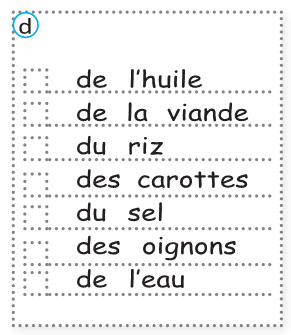 d
de l'huile
de la viande
du riz
des carottes
du sel
des oignons
de l'eau